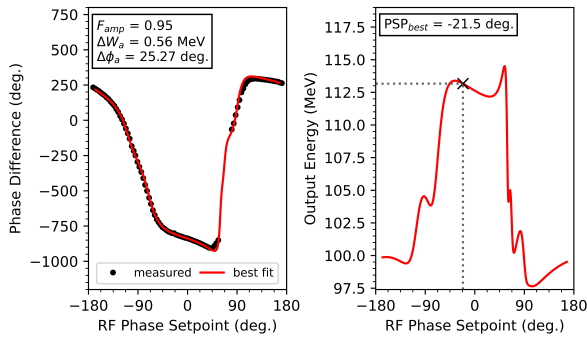 F_amp = 0.95
ΔW_a = 0.56 MeV
Δϕ_a = 25.27 deg.
750
500
250
0
−250
−500
−750
−1000
Phase Difference (deg.)
measured
best fit
−180
−90
0
90
180
RF Phase Setpoint (deg.)
PSP_best = -21.5 deg.
117.5
115.0
112.5
110.0
107.5
105.0
102.5
100.0
97.5
Output Energy (MeV)
−180
−90
0
90
180
RF Phase Setpoint (deg.)